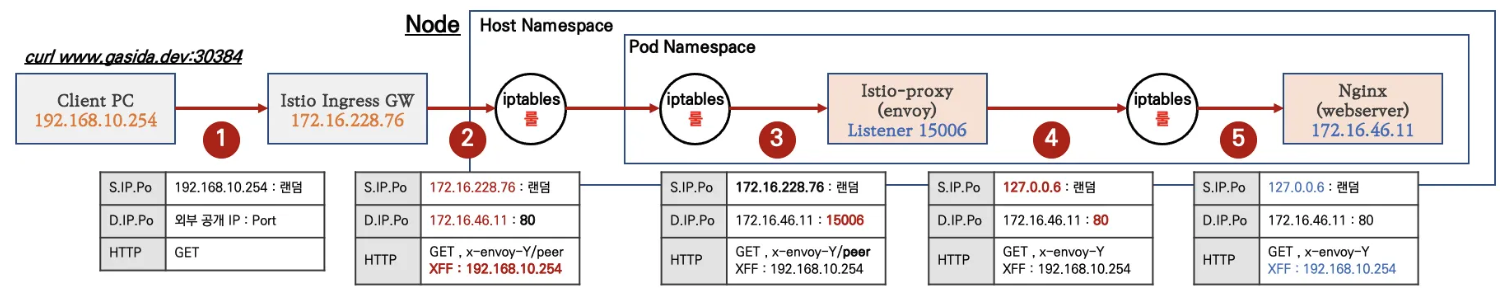 Node
Host Namespace
Pod Namespace
curl www.gasida.dev:30384
Client PC
192.168.10.254
Istio Ingress GW
172.16.228.76
iptables
룰
iptables
룰
Istio-proxy
(envoy)
Listener 15006
iptables
룰
Nginx
(webserver)
172.16.46.11
1
2
3
4
5
S.IP.Po 192.168.10.254 : 랜덤
D.IP.Po 외부 공개 IP : Port
HTTP GET
S.IP.Po 172.16.228.76 : 랜덤
D.IP.Po 172.16.46.11 : 80
HTTP GET , x-envoy-Y/peer
XFF : 192.168.10.254
S.IP.Po 172.16.228.76 : 랜덤
D.IP.Po 172.16.46.11 : 15006
HTTP GET , x-envoy-Y/peer
XFF : 192.168.10.254
S.IP.Po 127.0.0.6 : 랜덤
D.IP.Po 172.16.46.11 : 80
HTTP GET , x-envoy-Y
XFF : 192.168.10.254
S.IP.Po 127.0.0.6 : 랜덤
D.IP.Po 172.16.46.11 : 80
HTTP GET , x-envoy-Y
XFF : 192.168.10.254